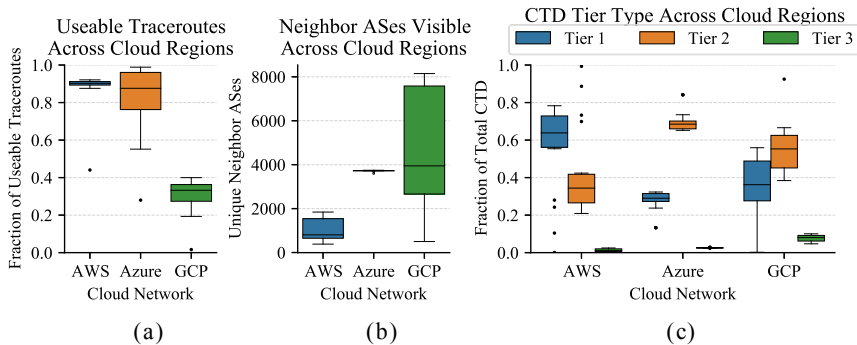 Useable Traceroutes
Across Cloud Regions
Fraction of Useable Traceroutes
1.0
0.8
0.6
0.4
0.2
0.0
AWS Azure GCP
Cloud Network
(a)
Neighbor ASes Visible
Across Cloud Regions
Unique Neighbor ASes
8000
6000
4000
2000
0
AWS Azure GCP
Cloud Network
(b)
CTD Tier Type Across Cloud Regions
Tier 1 Tier 2 Tier 3
Fraction of Total CTD
1.0
0.8
0.6
0.4
0.2
0.0
AWS Azure GCP
Cloud Network
(c)